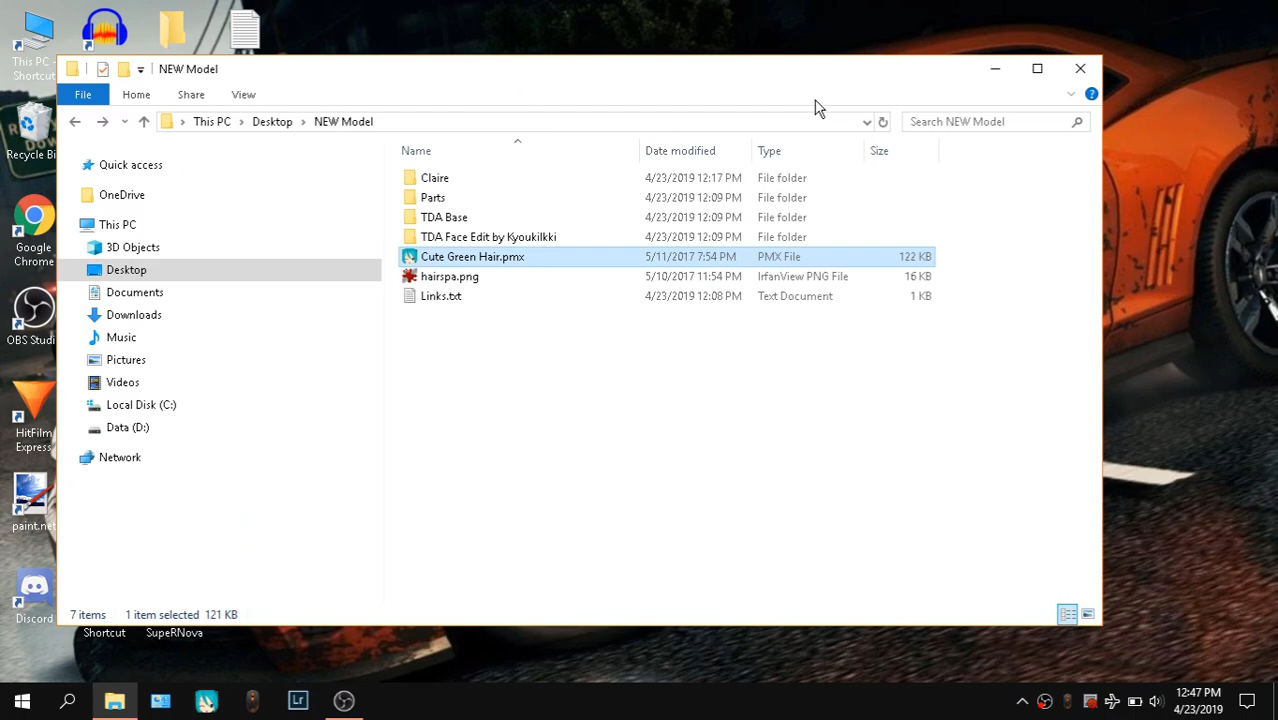 This PC -
Shortcut
Recycle Bi
Google
Chrome
OBS Studi
HitFilm
Express
paint.net
Discord
Shortcut
SupeRNova
NEW Model
File
Home
Share
View
This PC
Desktop
NEW Model
Search NEW Model
Quick access
OneDrive
This PC
3D Objects
Desktop
Documents
Downloads
Music
Pictures
Videos
Local Disk (C:)
Data (D:)
Network
Name Date modified Type Size
Claire 4/23/2019 12:17 PM File folder
Parts 4/23/2019 12:09 PM File folder
TDA Base 4/23/2019 12:09 PM File folder
TDA Face Edit by Kyoukilkki 4/23/2019 12:09 PM File folder
Cute Green Hair.pmx 5/11/2017 7:54 PM PMX File 122 KB
hairspa.png 5/10/2017 11:54 PM IrfanView PNG File 16 KB
Links.txt 4/23/2019 12:08 PM Text Document 1 KB
7 items 1 item selected 121 KB
Lr
12:47 PM
4/23/2019